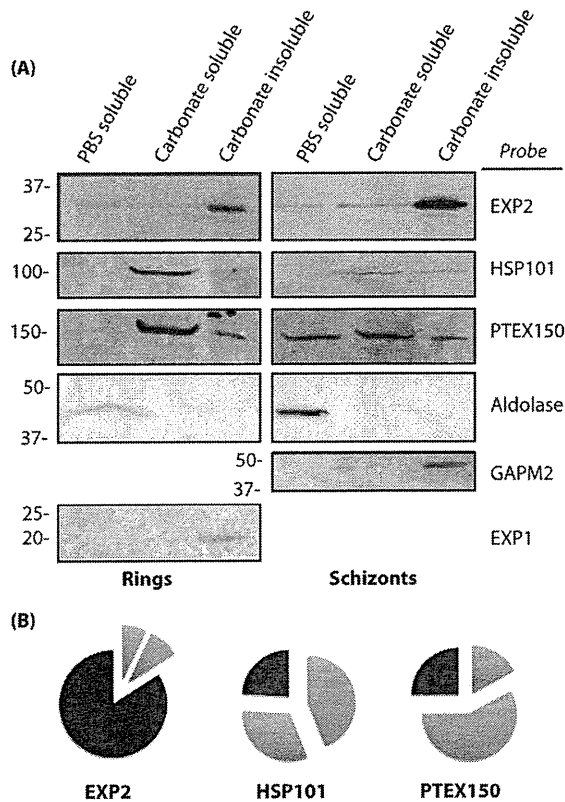 (A)
PBS soluble
Carbonate soluble
Carbonate insoluble
PBS soluble
Carbonate soluble
Carbonate insoluble
Probe
37-
25-
EXP2
100-
HSP101
150-
PTEX150
50-
37-
Aldolase
50-
37-
GAPM2
25-
20-
EXP1
Rings
Schizonts
(B)
EXP2
HSP101
PTEX150